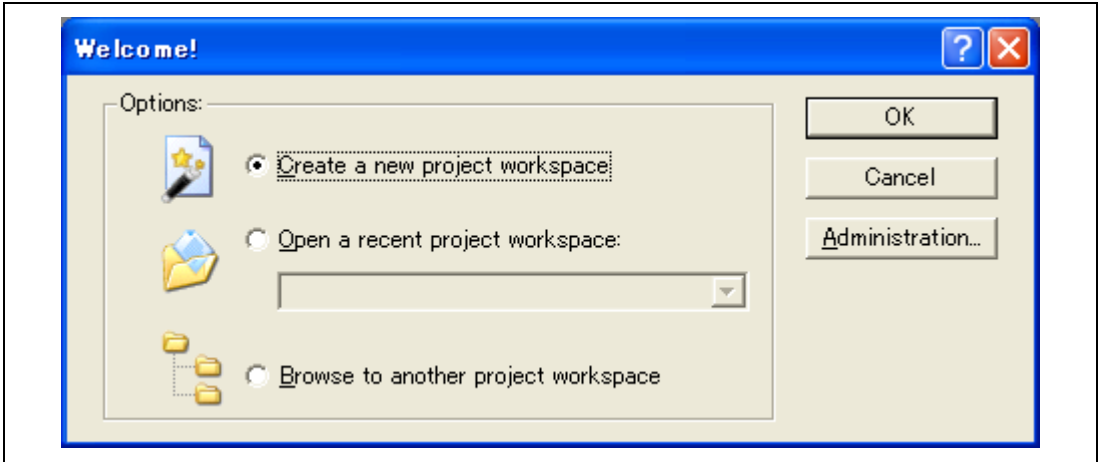 Welcome!
Options:
Create a new project workspace
Open a recent project workspace:
Browse to another project workspace
OK
Cancel
Administration...